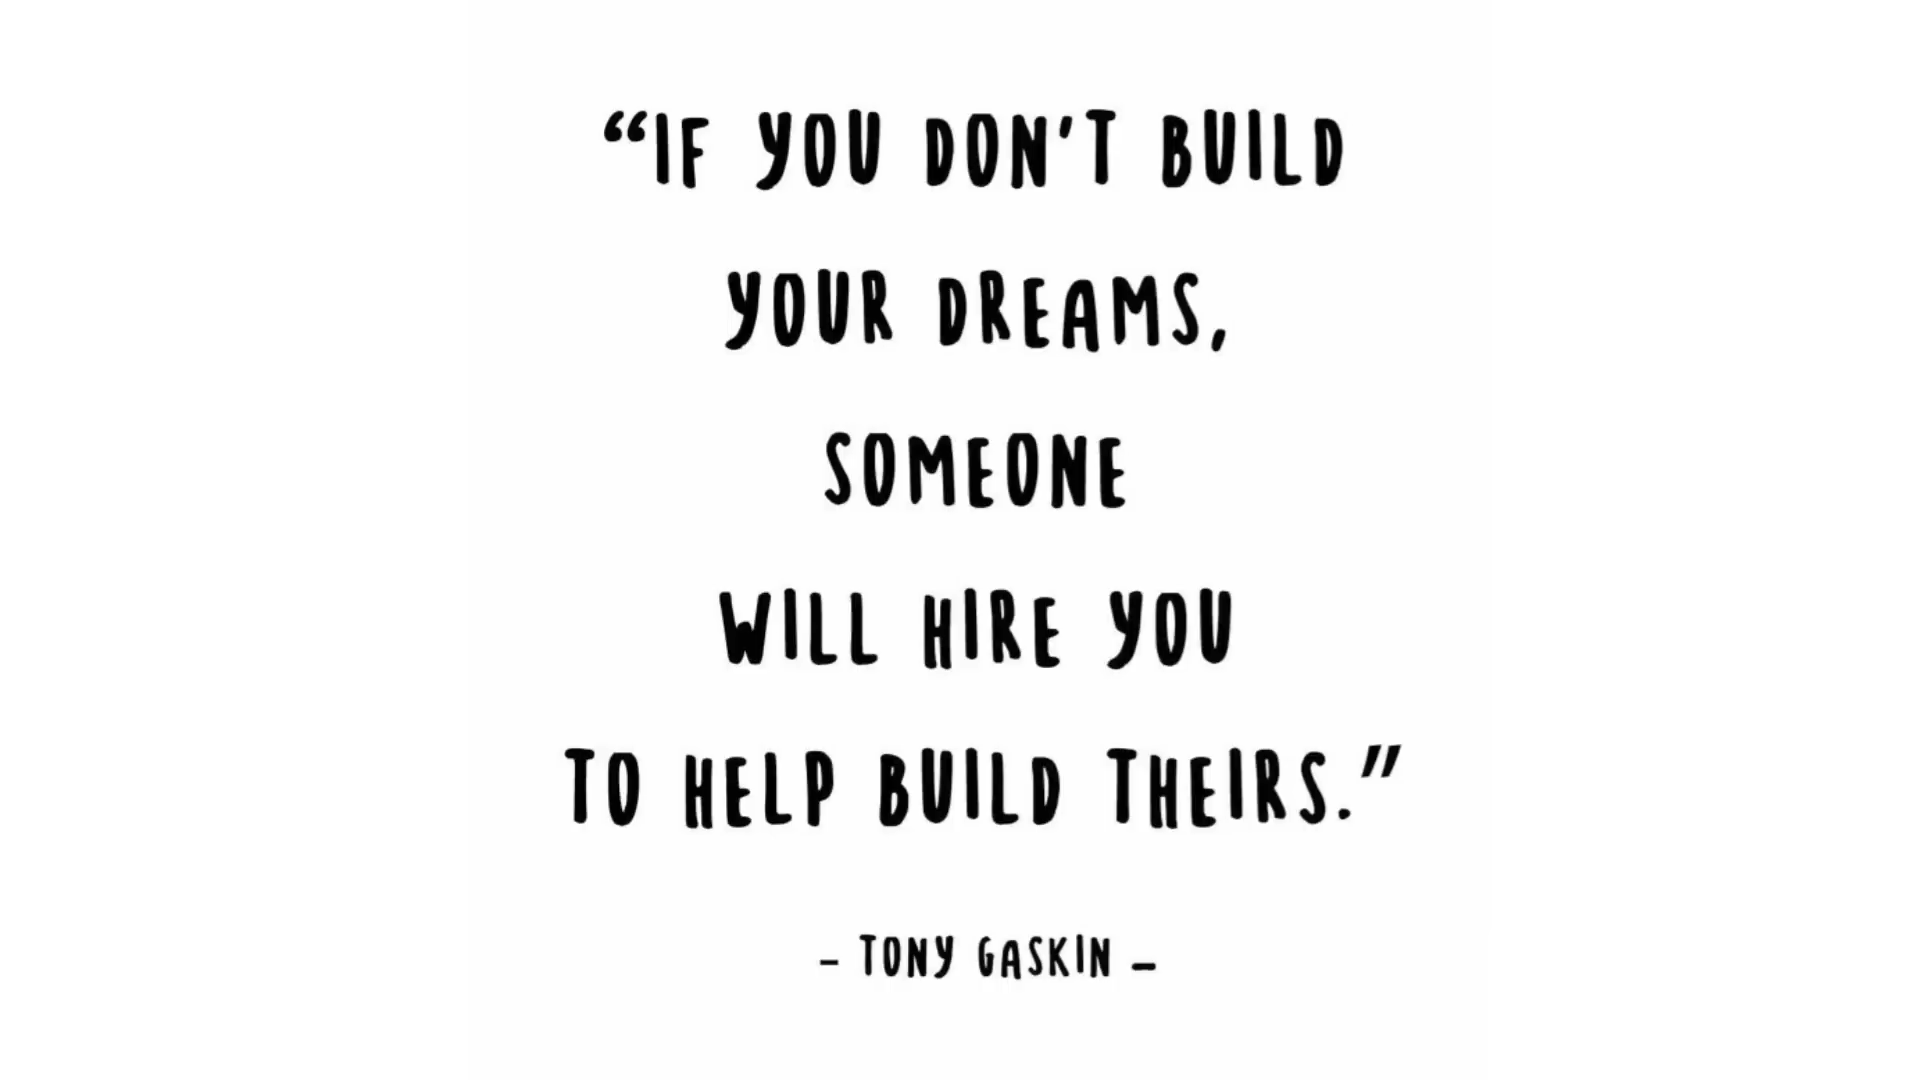 “IF YOU DON’T BUILD
YOUR DREAMS,
SOMEONE
WILL HIRE YOU
TO HELP BUILD THEIRS.”
– TONY GASKIN –